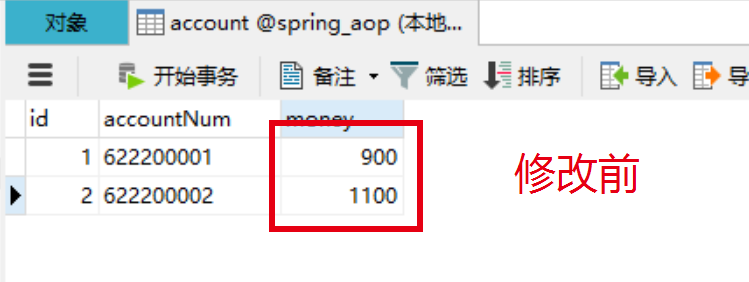 对象 account @spring_aop (本地...
开始事务 备注 筛选 排序 导入
id accountNum money
1 622200001 900
2 622200002 1100
修改前